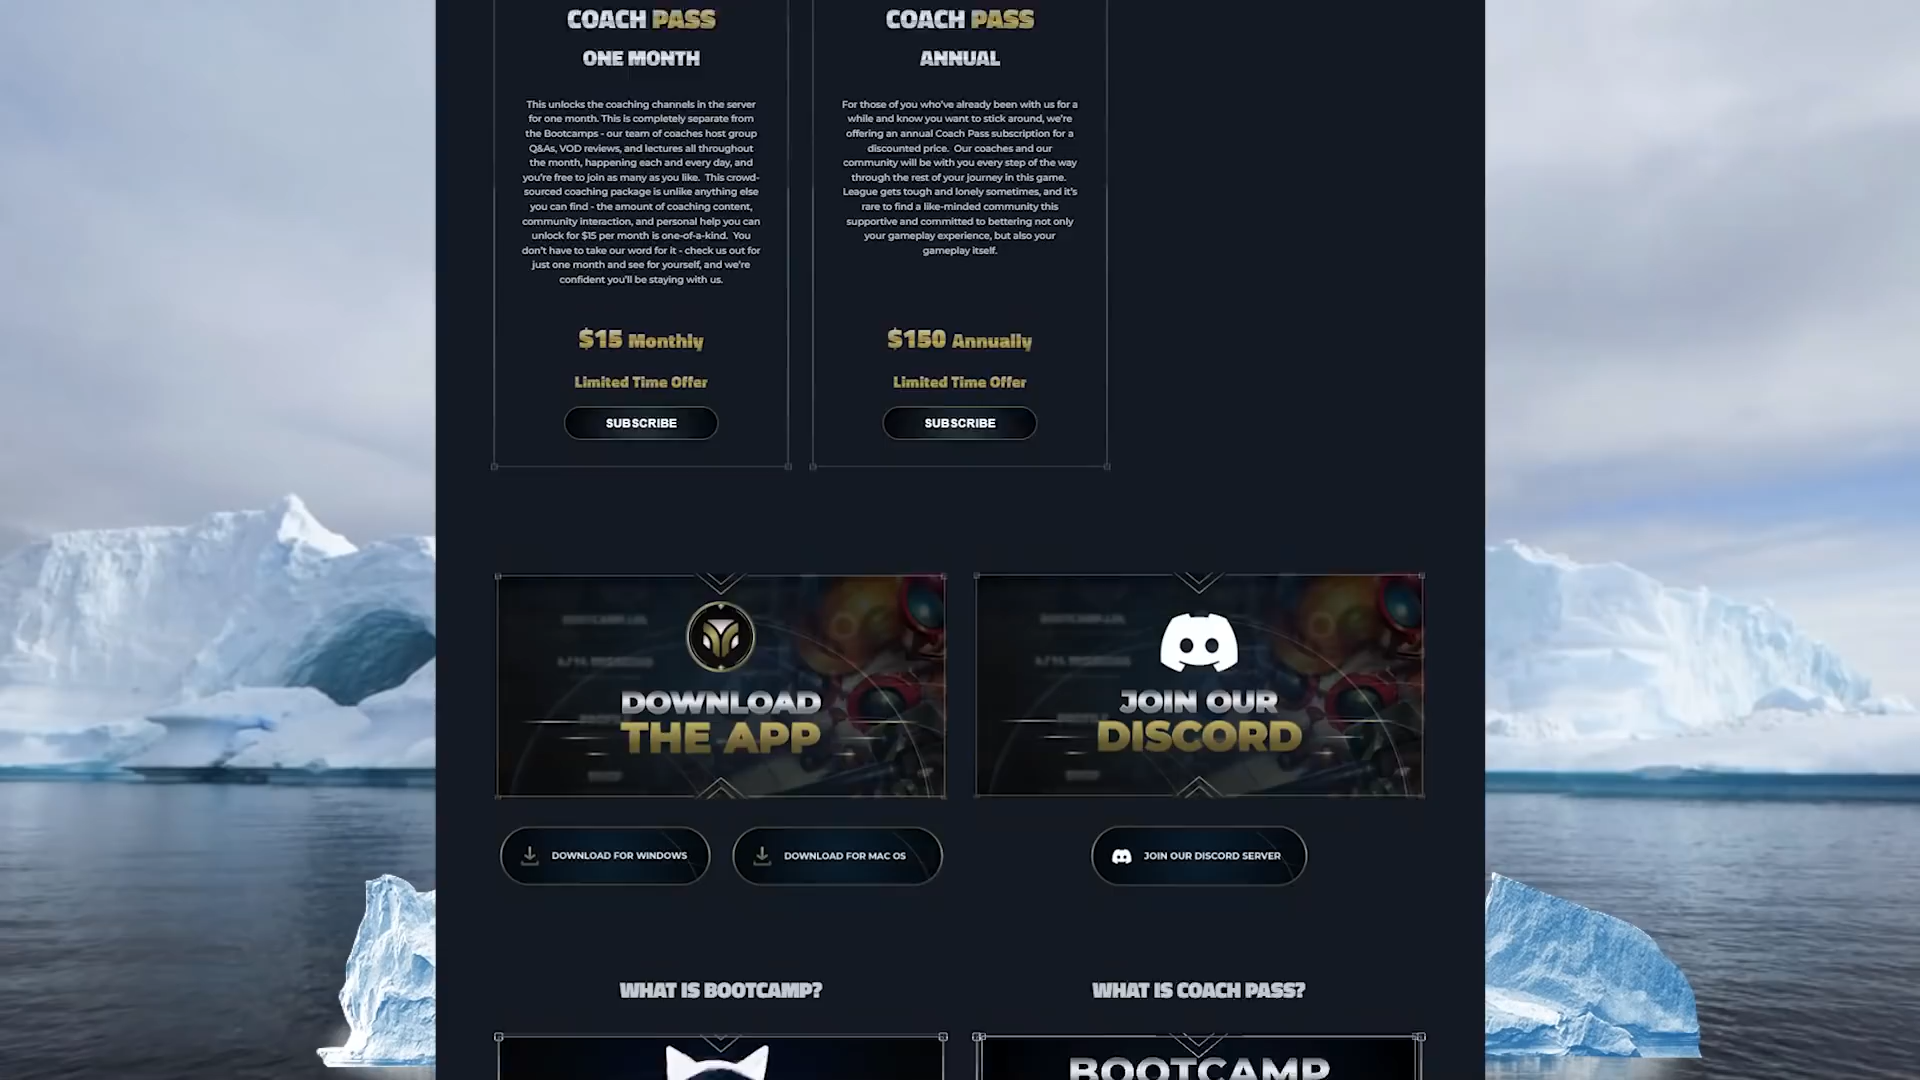 COACH PASS
ONE MONTH
This unlocks the coaching channels in the server
for one month. This is completely separate from
the Bootcamps - our team of coaches host group
Q&As, VOD reviews, and lectures all throughout
the month, happening each and every day, and
you're free to join as many as you like. This crowd-
sourced coaching package is unlike anything else
you can find - the amount of coaching content,
community interaction, and personal help you can
unlock for $15 per month is one-of-a-kind. You
don't have to take our word for it - check us out for
just one month and see for yourself, and we're
confident you'll be staying with us.
$15 Monthly
Limited Time Offer
SUBSCRIBE
COACH PASS
ANNUAL
For those of you who've already been with us for a
while and know you want to stick around, we're
offering an annual Coach Pass subscription for a
discounted price. Our coaches and our
community will be with you every step of the way
through the rest of your journey in this game.
League gets tough and lonely sometimes, and it's
rare to find a like-minded community this
supportive and committed to bettering not only
your gameplay experience, but also your
gameplay itself.
$150 Annually
Limited Time Offer
SUBSCRIBE
DOWNLOAD
THE APP
DOWNLOAD FOR WINDOWS
DOWNLOAD FOR MAC OS
JOIN OUR
DISCORD
JOIN OUR DISCORD SERVER
WHAT IS BOOTCAMP?
WHAT IS COACH PASS?
BOOTCAMP